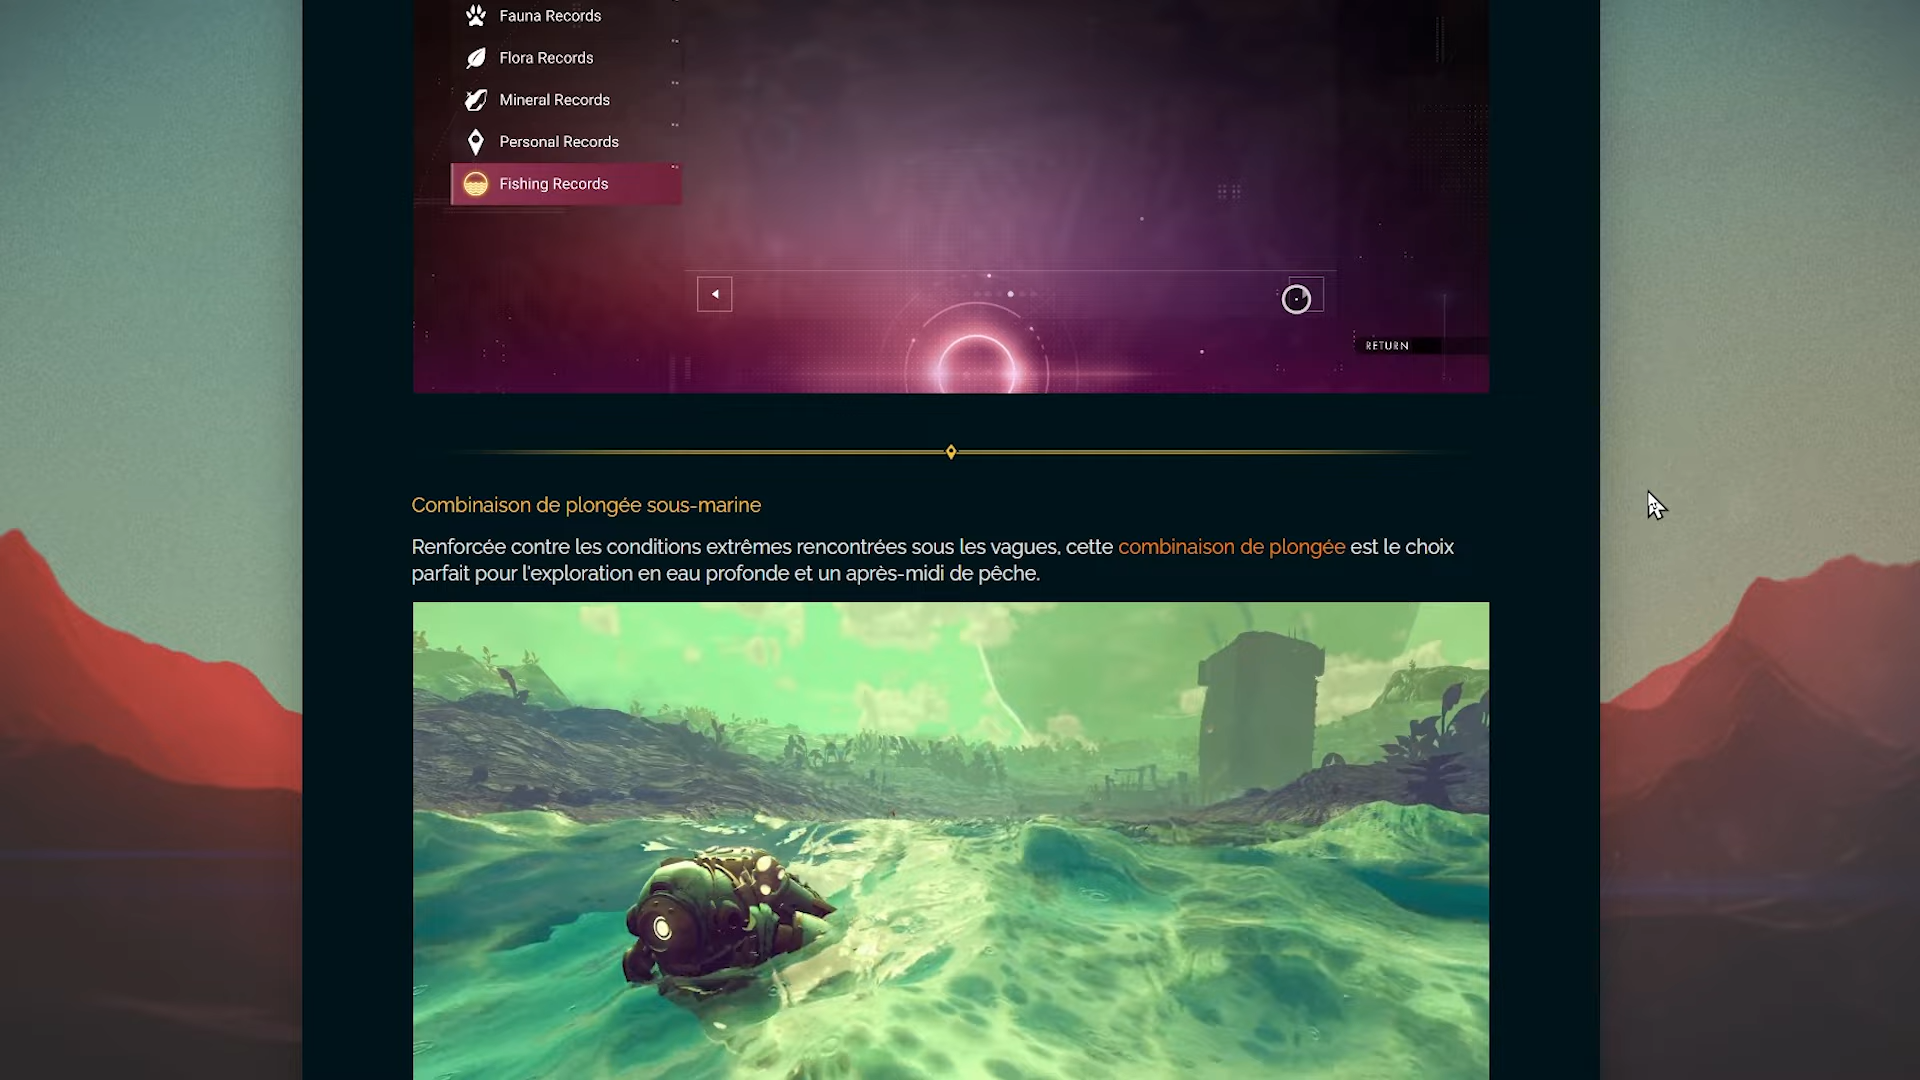 Fauna Records
Flora Records
Mineral Records
Personal Records
Fishing Records
RETURN
Combinaison de plongée sous-marine
Renforcée contre les conditions extrêmes rencontrées sous les vagues, cette combinaison de plongée est le choix
parfait pour l'exploration en eau profonde et un après-midi de pêche.